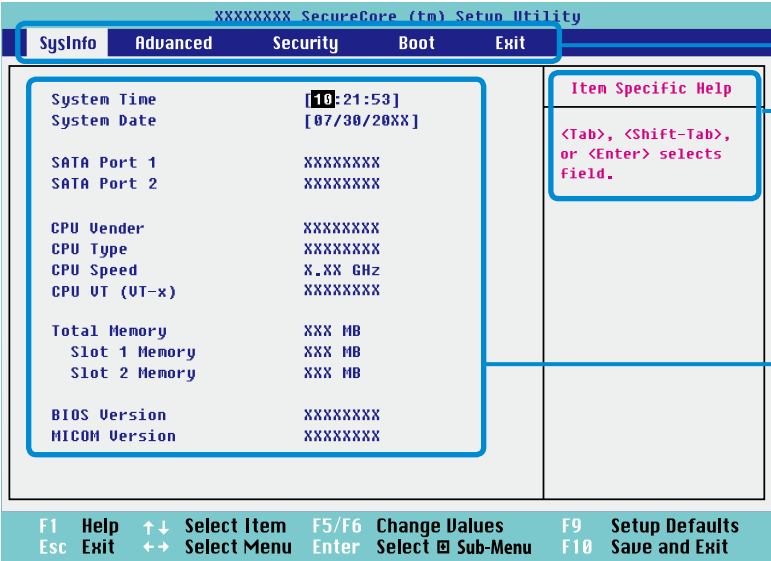 XXXXXXXX SecureCore (tm) Setup Utility
SysInfo Advanced Security Boot Exit
System Time [10:21:53]
System Date [07/30/20XX]
SATA Port 1 XXXXXXXX
SATA Port 2 XXXXXXXX
CPU Vender XXXXXXXX
CPU Type XXXXXXXX
CPU Speed X.XX GHz
CPU VT (VT-x) XXXXXXXX
Total Memory XXX MB
Slot 1 Memory XXX MB
Slot 2 Memory XXX MB
BIOS Version XXXXXXXX
MICOM Version XXXXXXXX
Item Specific Help
<Tab>, <Shift-Tab>,
or <Enter> selects
field.
F1 Help ↑↓ Select Item F5/F6 Change Values F9 Setup Defaults
Esc Exit ←→ Select Menu Enter Select Sub-Menu F10 Save and Exit